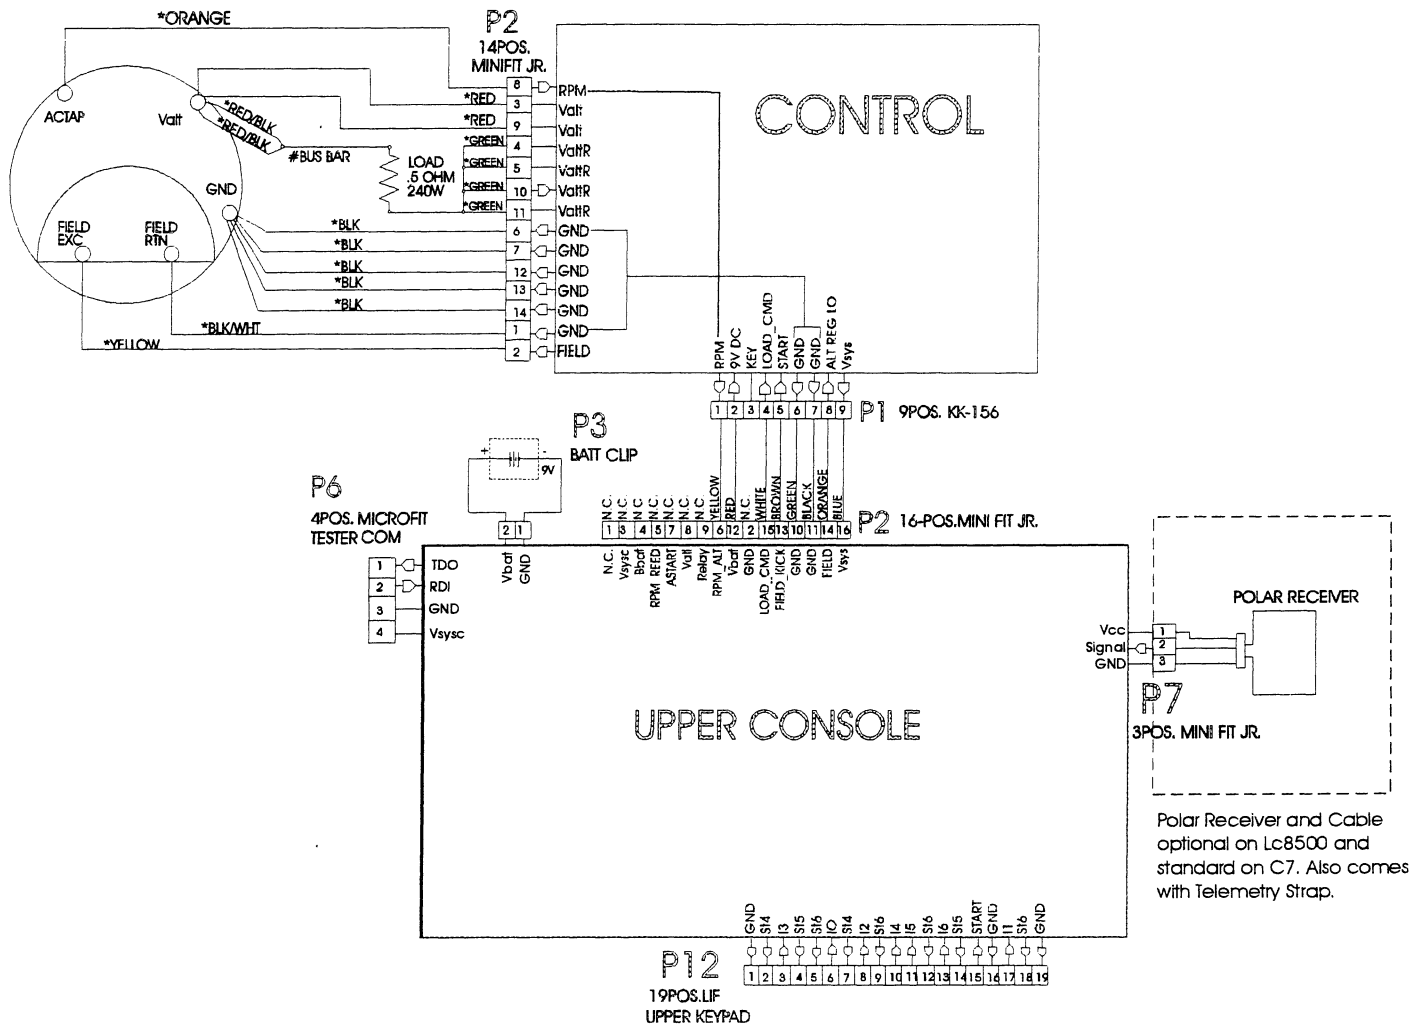 *ORANGE
P2
14POS.
MINIFIT JR.
CONTROL
ACTAP
Valt
*RED/BLK
*RED/BLK
#BUS BAR
LOAD
.5 OHM
240W
GND
FIELD
EXC
FIELD
RTN
8 RPM
*RED 3 Valt
*RED 9 Valt
*GREEN 4 ValtR
*GREEN 5 ValtR
*GREEN 10 ValtR
*GREEN 11 ValtR
*BLK 6 GND
*BLK 7 GND
*BLK 12 GND
*BLK 13 GND
*BLK 14 GND
*BLK/WHT 1 GND
*YELLOW 2 FIELD
RPM 9V DC KEY LOAD_CMD START GND GND ALT REG LO Vsys
1 2 3 4 5 6 7 8 9
P1 9POS. KK-156
P3
BATT CLIP
+ - 9V
2 1
Vbat GND
P6
4POS. MICROFIT
TESTER COM
1 TDO
2 RDI
3 GND
4 Vsysc
N.C. N.C. N.C. N.C. N.C. N.C. N.C. YELLOW RED N.C. WHITE BROWN GREEN BLACK ORANGE BLUE
1 3 4 5 7 8 9 6 12 2 15 13 10 11 14 16
P2 16-POS.MINI FIT JR.
N.C. Vsysc Bbat RPM_REED ASTART Valt Relay RPM_ALT Vbat GND LOAD_CMD FIELD_KICK GND GND FIELD Vsys
UPPER CONSOLE
POLAR RECEIVER
Vcc 1
Signal 2
GND 3
P7
3POS. MINI FIT JR.
Polar Receiver and Cable
optional on Lc8500 and
standard on C7. Also comes
with Telemetry Strap.
GND St4 I3 St5 St6 IO St4 I2 St6 I4 I5 St6 I6 St5 START GND I1 St6 GND
P12
1 2 3 4 5 6 7 8 9 10 11 12 13 14 15 16 17 18 19
19POS.LIF
UPPER KEYPAD